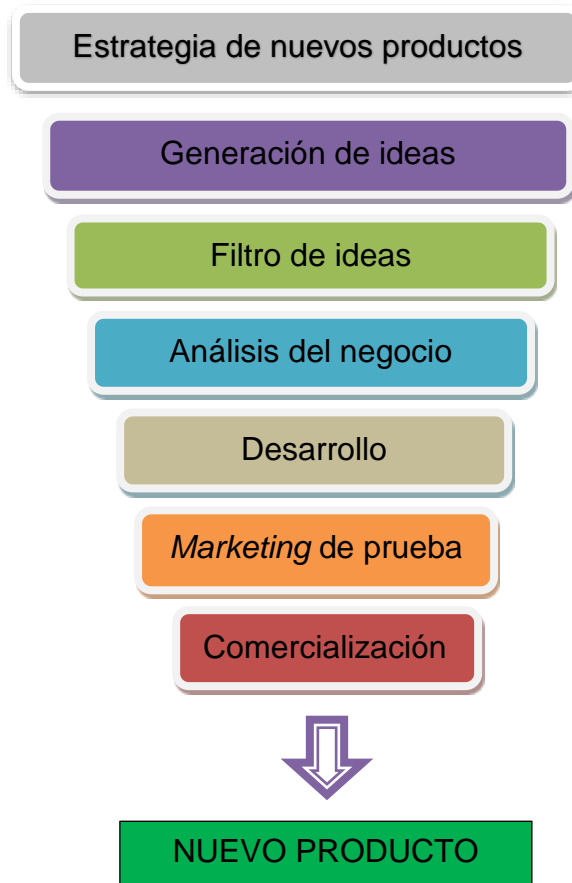 Estrategia de nuevos productos
Generación de ideas
Filtro de ideas
Análisis del negocio
Desarrollo
Marketing de prueba
Comercialización
NUEVO PRODUCTO